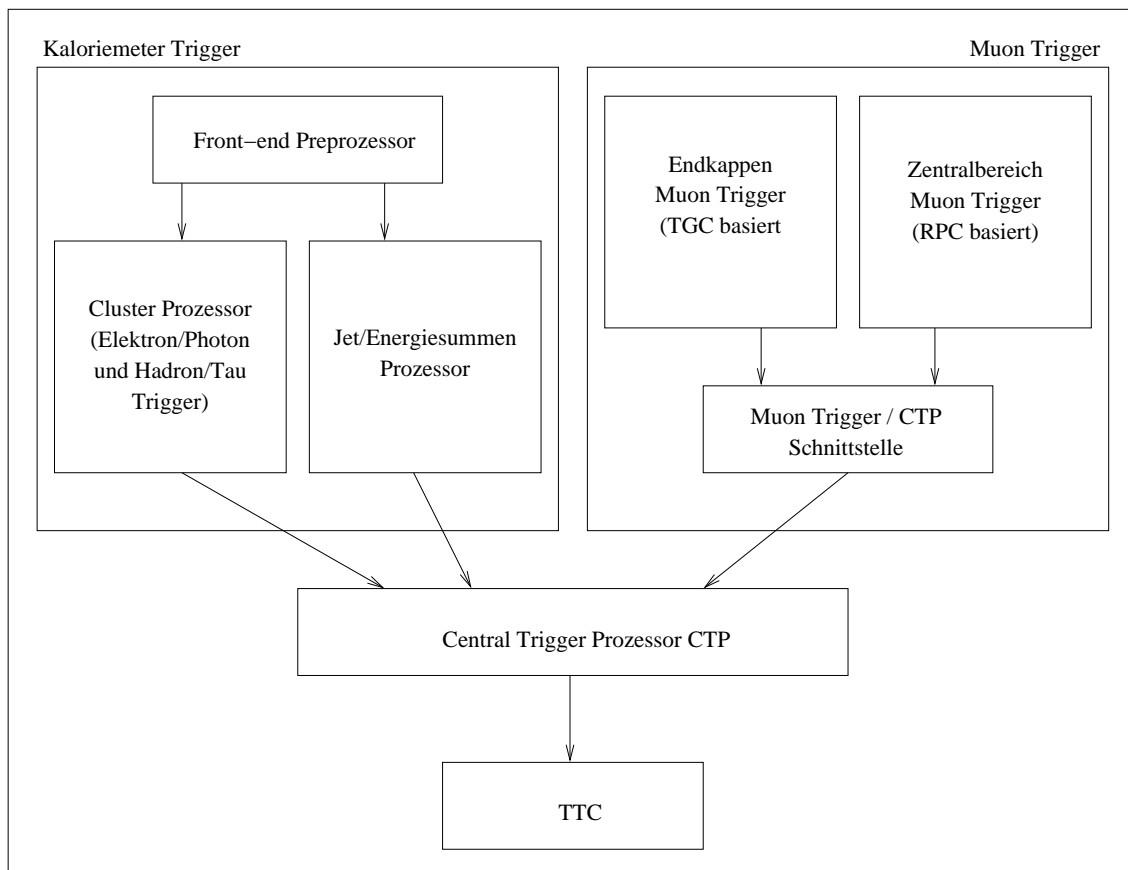 Kaloriemeter Trigger
Muon Trigger
Front−end Preprozessor
Endkappen
Muon Trigger
(TGC basiert
Zentralbereich
Muon Trigger
(RPC basiert)
Cluster Prozessor
(Elektron/Photon
und Hadron/Tau
Trigger)
Jet/Energiesummen
Prozessor
Muon Trigger / CTP
Schnittstelle
Central Trigger Prozessor CTP
TTC